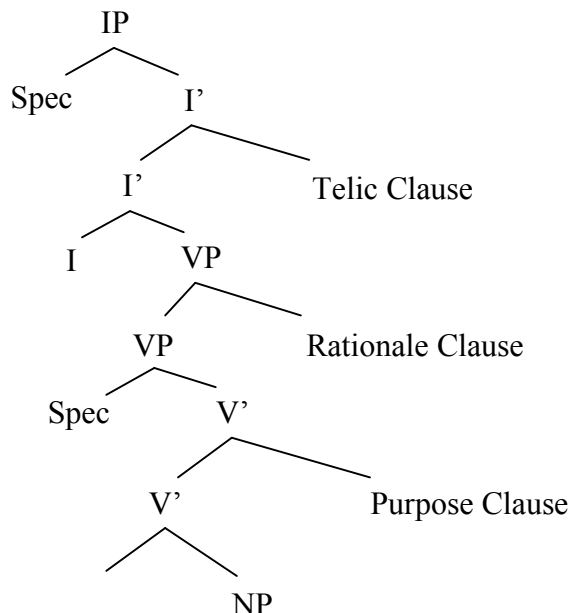 IP
Spec I’
I’ Telic Clause
I VP
VP Rationale Clause
Spec V’
V’ Purpose Clause
NP